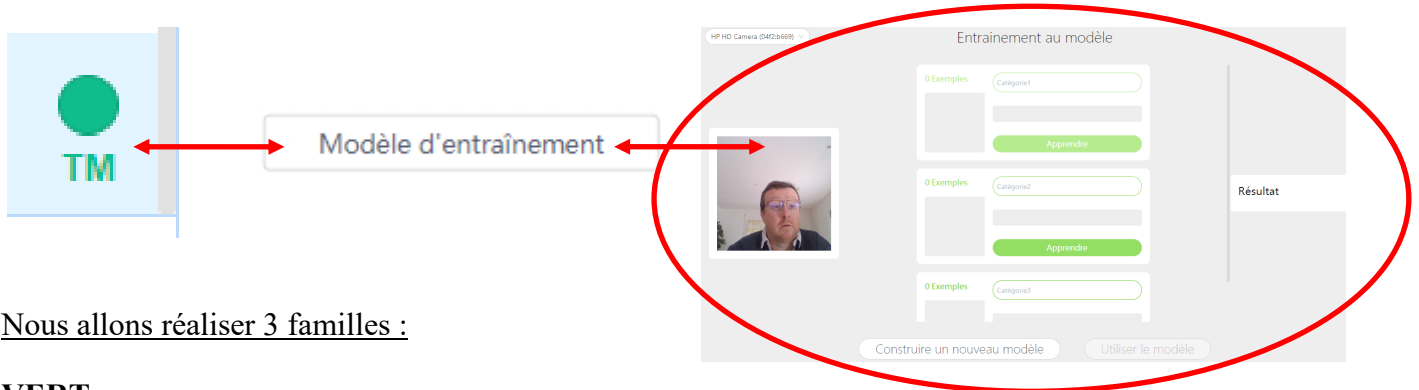 HP HD Camera (04f2:b669)
Entrainement au modèle
0 Exemples
Catégorie1
Apprendre
TM
Modèle d'entraînement
0 Exemples
Catégorie2
Apprendre
Résultat
0 Exemples
Catégorie3
Construire un nouveau modèle
Utiliser le modèle
Nous allons réaliser 3 familles :
VERT